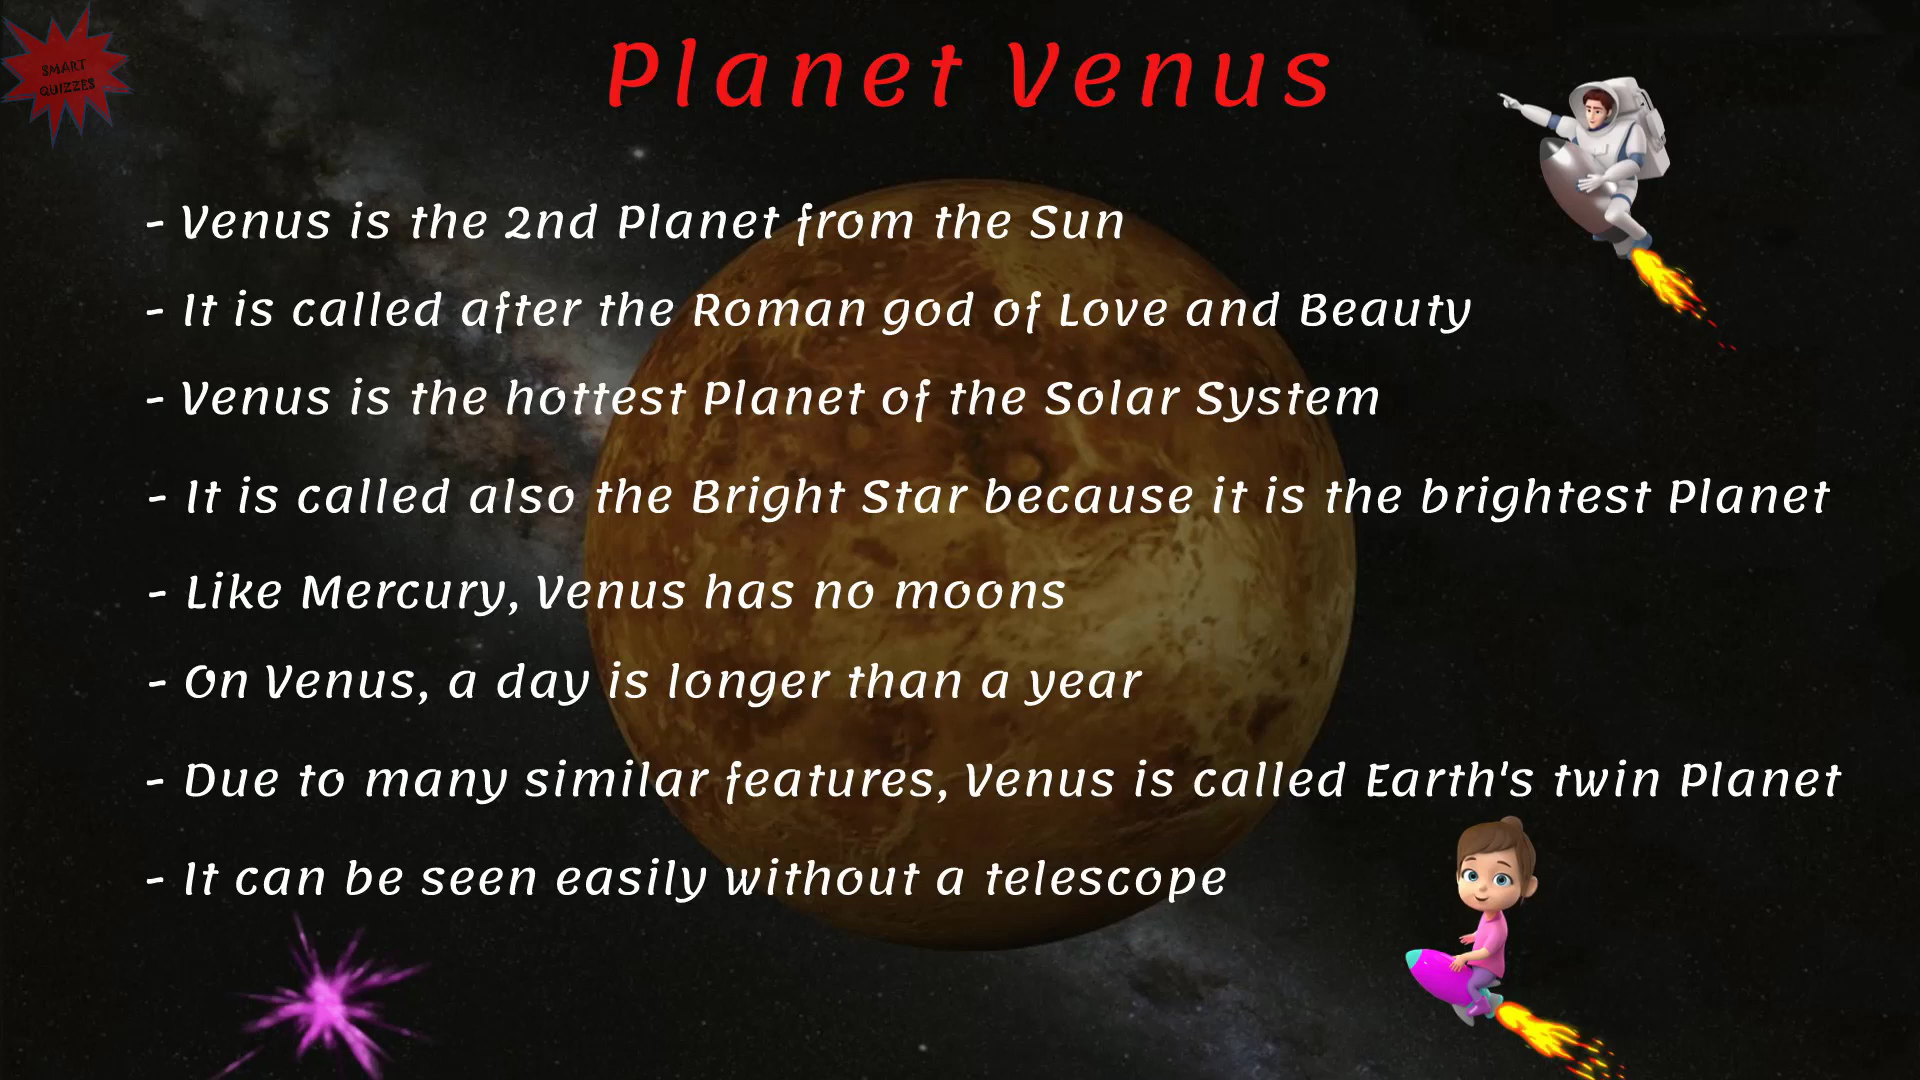 SMART
QUIZZES
Planet Venus
- Venus is the 2nd Planet from the Sun
- It is called after the Roman god of Love and Beauty
- Venus is the hottest Planet of the Solar System
- It is called also the Bright Star because it is the brightest Planet
- Like Mercury, Venus has no moons
- On Venus, a day is longer than a year
- Due to many similar features, Venus is called Earth's twin Planet
- It can be seen easily without a telescope